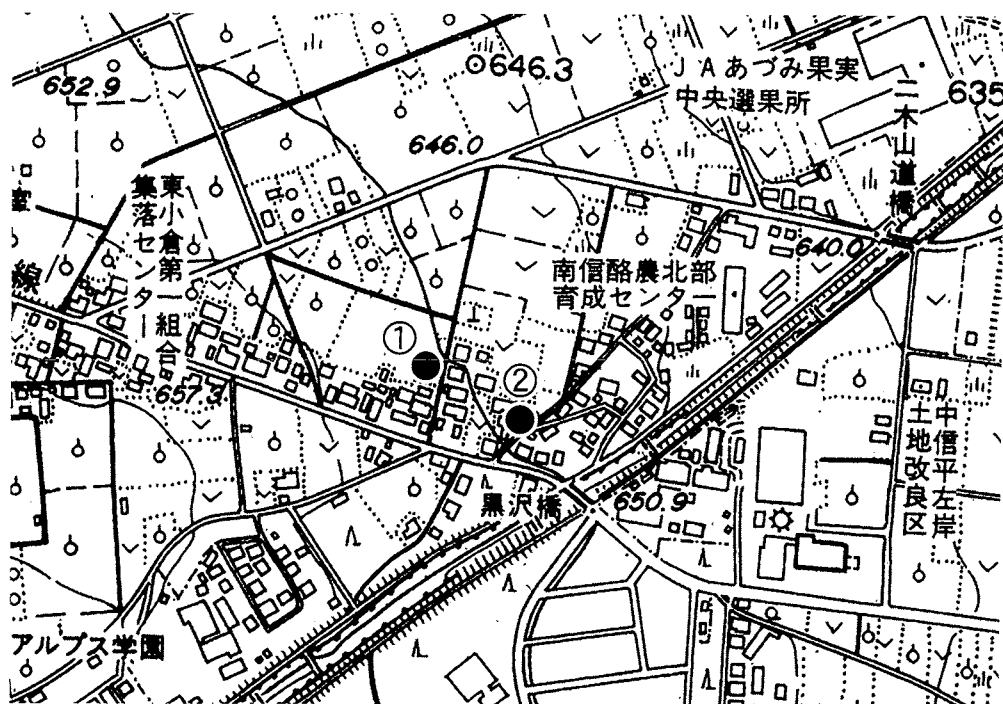 652.9
646.3
JAあづみ果実
中央選果所
二木山道橋
635
646.0
東小倉第一組合
集落センター
640.0
南信酪農北部
育成センター
線
①
②
657.3
中信平左岸
土地改良区
黒沢橋
650.9
アルプス学園